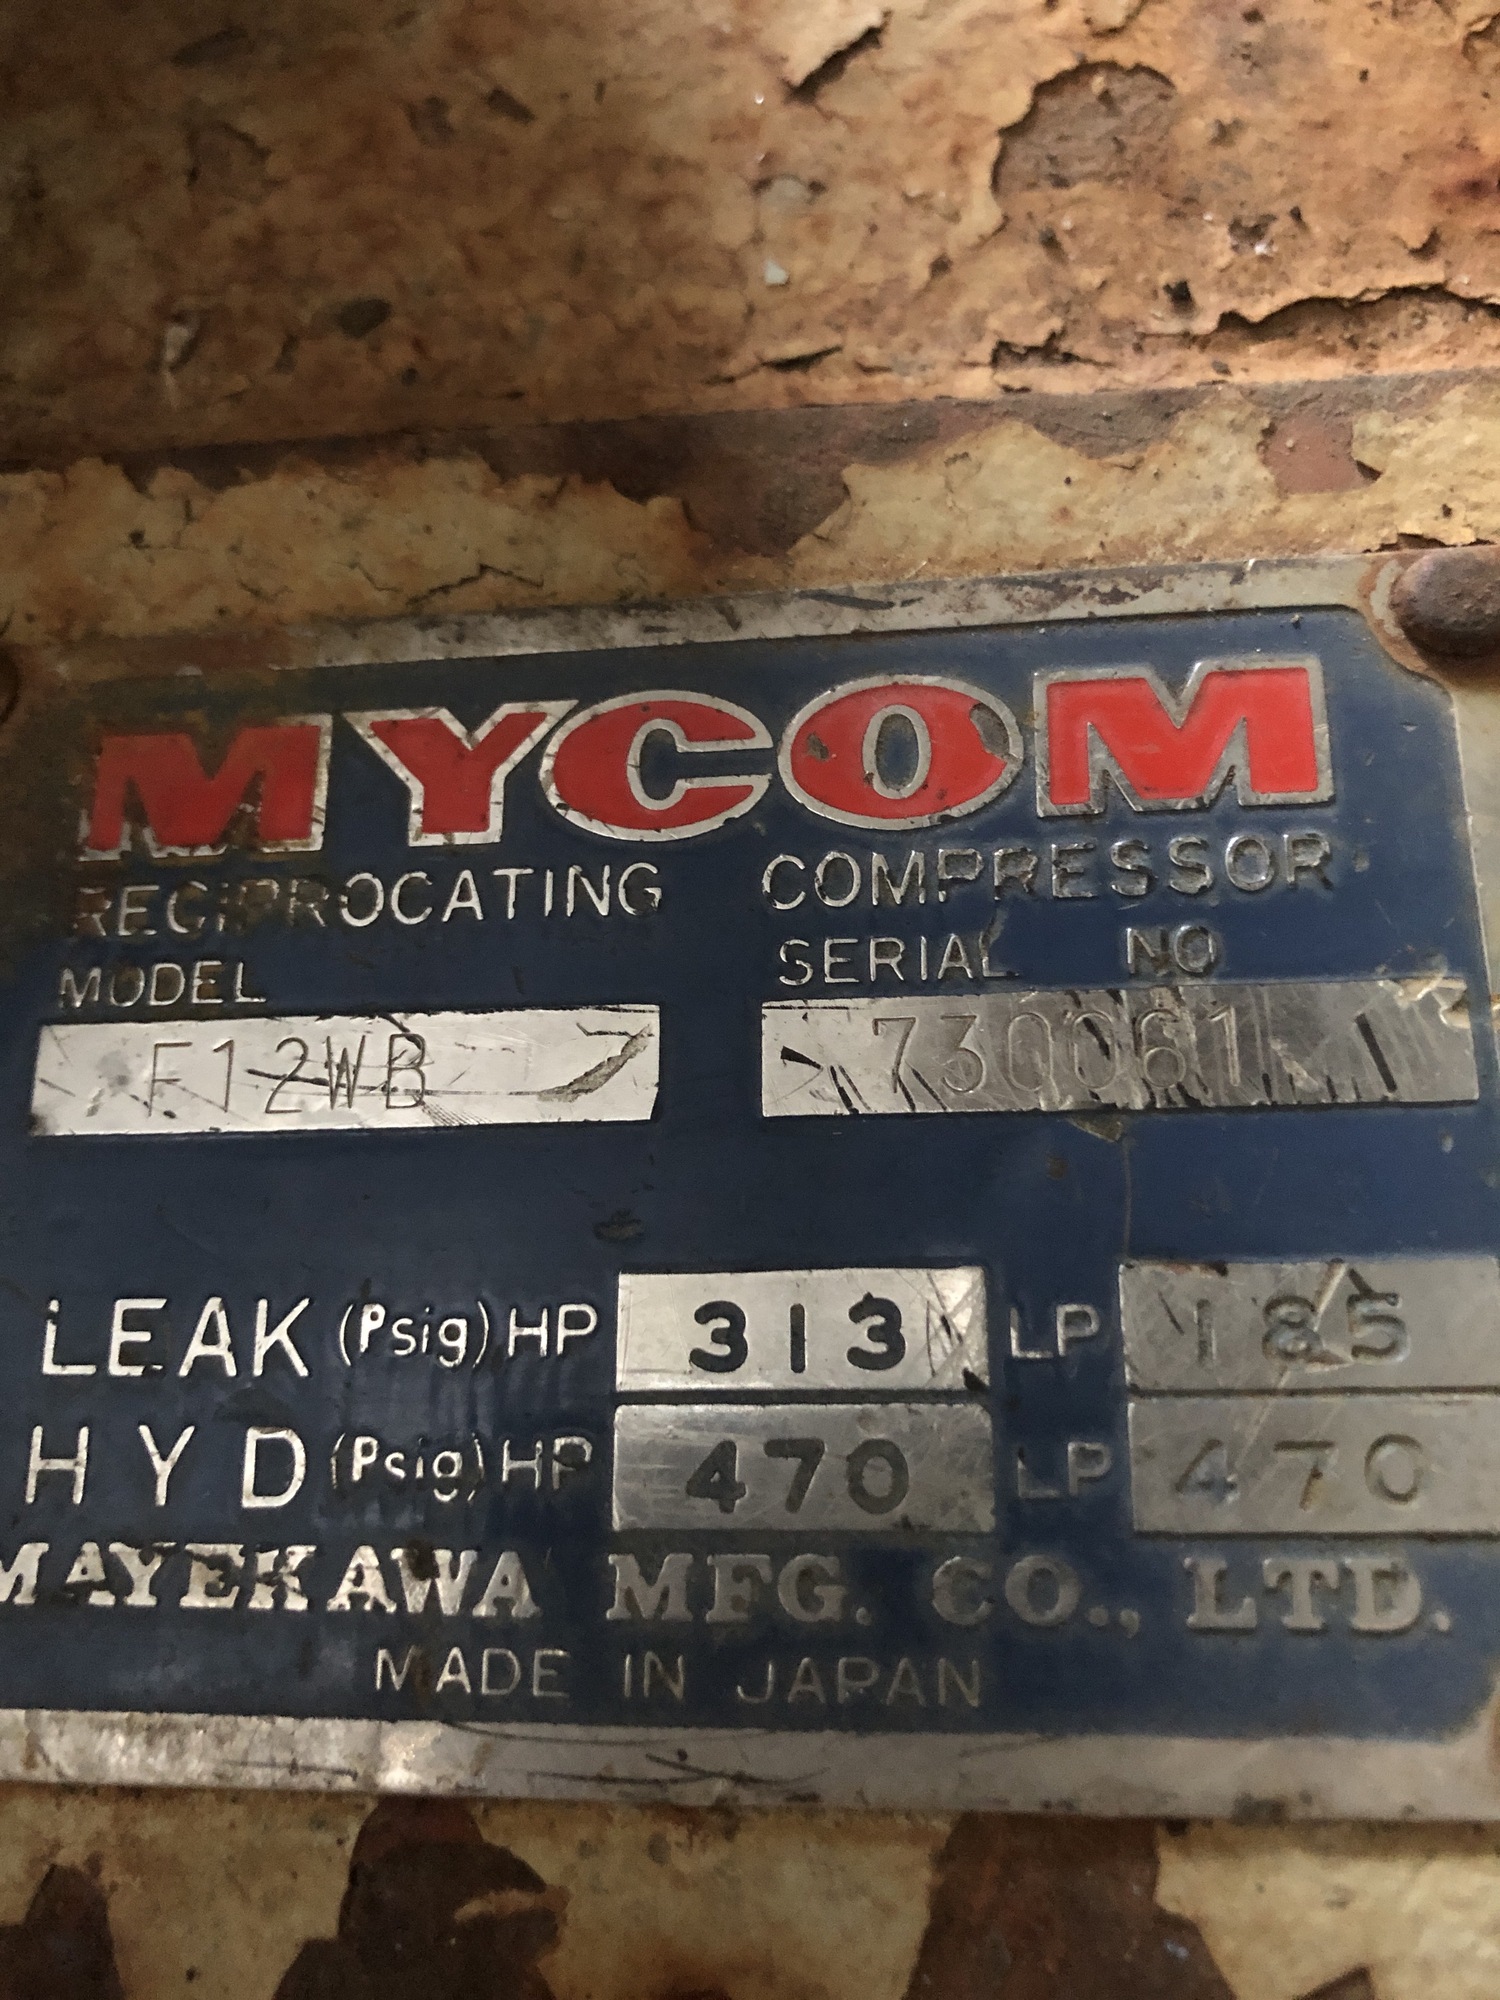 MYCOM
RECIPROCATING COMPRESSOR
MODEL SERIAL NO
F12WB 730061
LEAK (Psig) HP 313 LP 185
HYD (Psig) HP 470 LP 470
MAYEKAWA MFG. CO., LTD.
MADE IN JAPAN